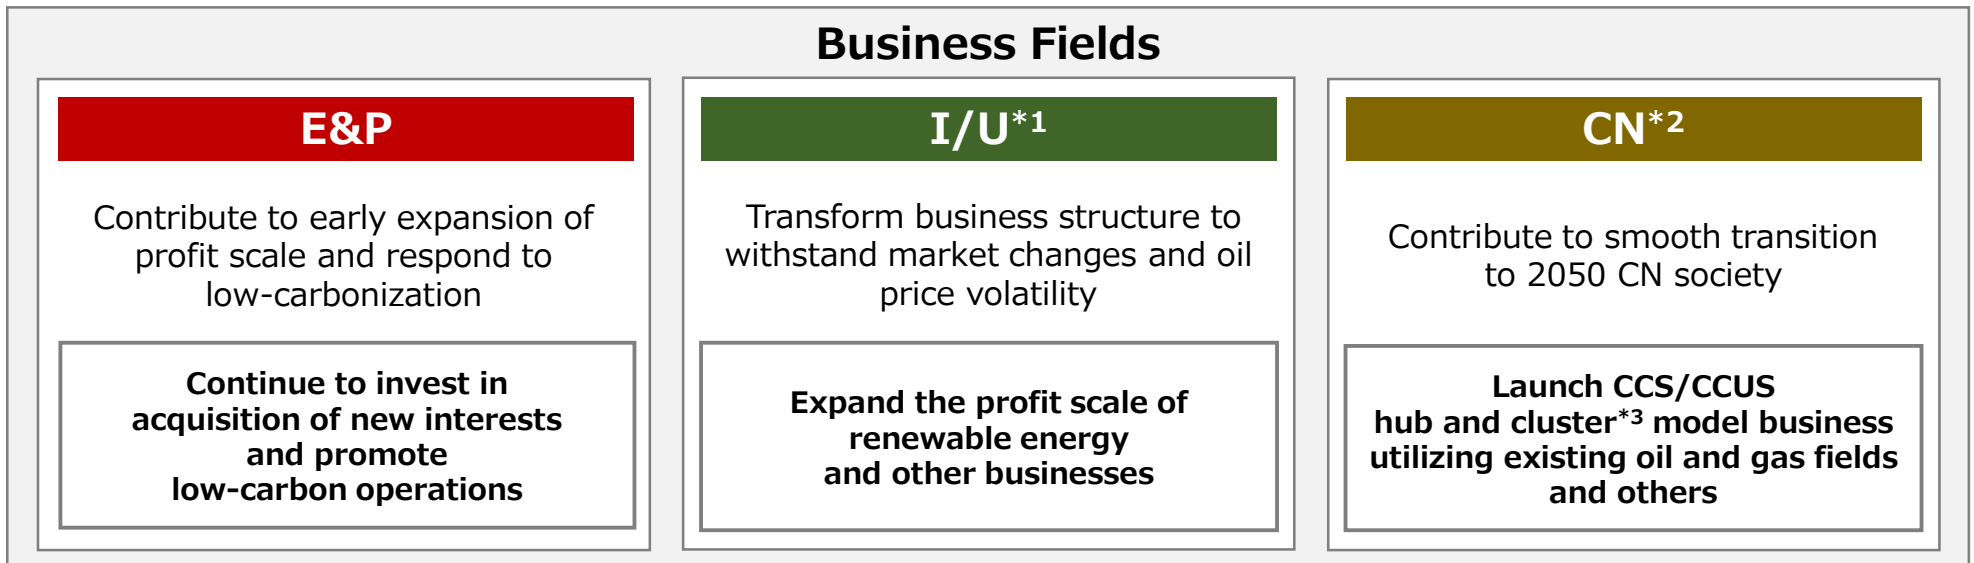 Business Fields
E&P
Contribute to early expansion of
profit scale and respond to
low-carbonization
Continue to invest in
acquisition of new interests
and promote
low-carbon operations
I/U*1
Transform business structure to
withstand market changes and oil
price volatility
Expand the profit scale of
renewable energy
and other businesses
CN*2
Contribute to smooth transition
to 2050 CN society
Launch CCS/CCUS
hub and cluster*3 model business
utilizing existing oil and gas fields
and others